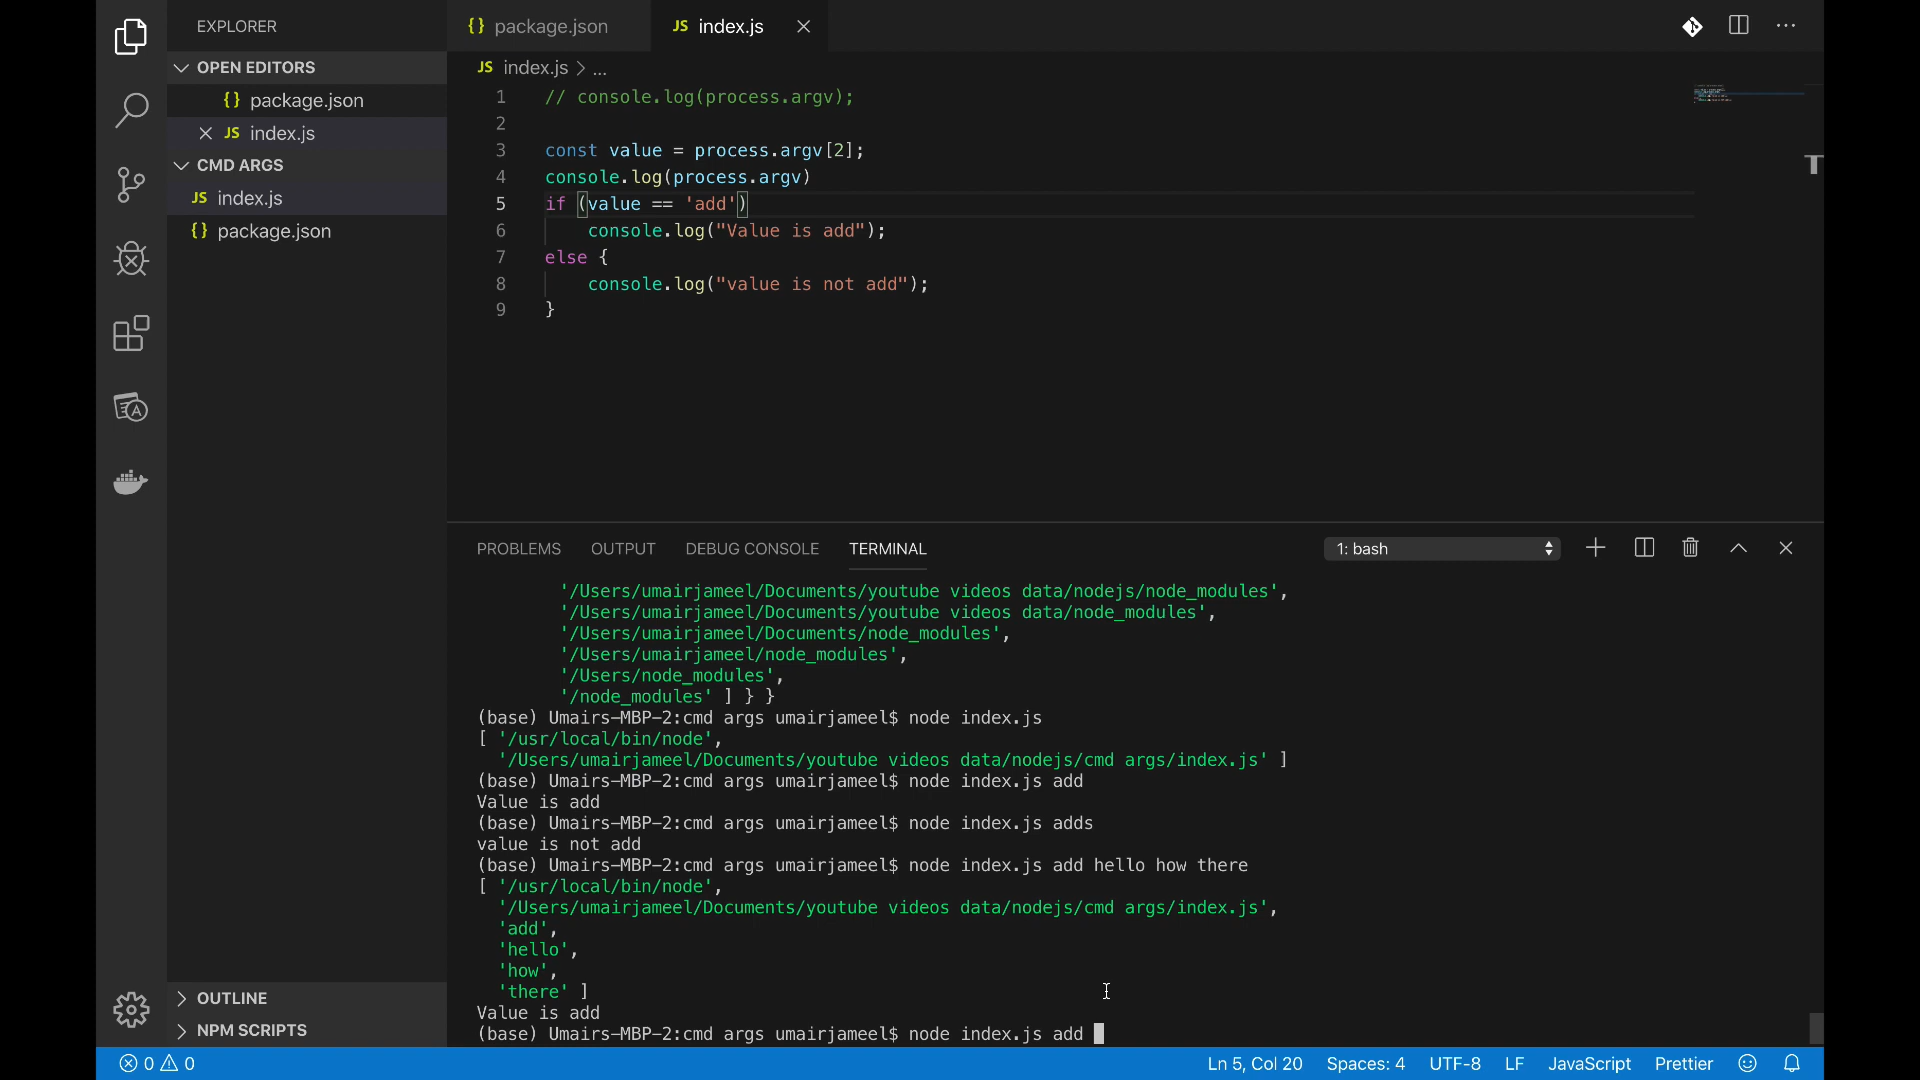 EXPLORER
OPEN EDITORS
{} package.json
JS index.js
CMD ARGS
JS index.js
{} package.json
OUTLINE
NPM SCRIPTS
{} package.json
JS index.js
JS index.js > ...
1 // console.log(process.argv);
2
3 const value = process.argv[2];
4 console.log(process.argv)
5 if (value == 'add')
6 console.log("Value is add");
7 else {
8 console.log("value is not add");
9 }
PROBLEMS OUTPUT DEBUG CONSOLE TERMINAL 1: bash
'/Users/umairjameel/Documents/youtube videos data/nodejs/node_modules',
'/Users/umairjameel/Documents/youtube videos data/node_modules',
'/Users/umairjameel/Documents/node_modules',
'/Users/umairjameel/node_modules',
'/Users/node_modules',
'/node_modules' ] } }
(base) Umairs-MBP-2:cmd args umairjameel$ node index.js
[ '/usr/local/bin/node',
'/Users/umairjameel/Documents/youtube videos data/nodejs/cmd args/index.js' ]
(base) Umairs-MBP-2:cmd args umairjameel$ node index.js add
Value is add
(base) Umairs-MBP-2:cmd args umairjameel$ node index.js adds
value is not add
(base) Umairs-MBP-2:cmd args umairjameel$ node index.js add hello how there
[ '/usr/local/bin/node',
'/Users/umairjameel/Documents/youtube videos data/nodejs/cmd args/index.js',
'add',
'hello',
'how',
'there' ]
Value is add
(base) Umairs-MBP-2:cmd args umairjameel$ node index.js add
0 0 Ln 5, Col 20 Spaces: 4 UTF-8 LF JavaScript Prettier